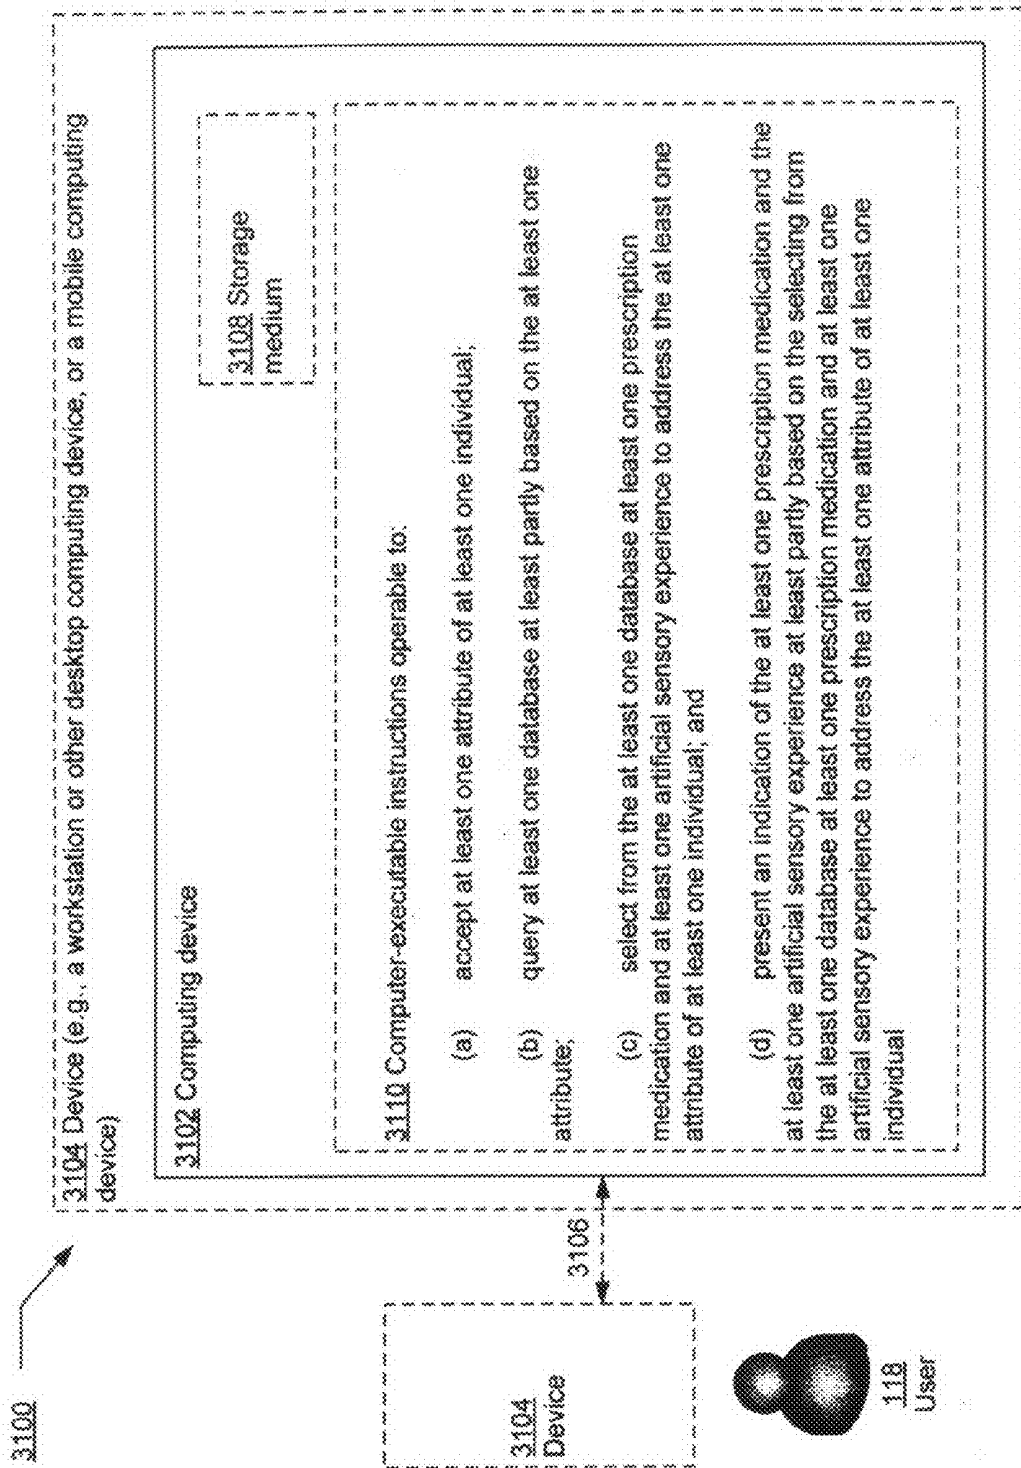 3100
3104 Device (e.g., a workstation or other desktop computing device, or a mobile computing
device)
3102 Computing device
3108 Storage
medium
3110 Computer-executable instructions operable to:
(a) accept at least one attribute of at least one individual;
(b) query at least one database at least partly based on the at least one
attribute;
(c) select from the at least one database at least one prescription
medication and at least one artificial sensory experience to address the at least one
attribute of at least one individual; and
(d) present an indication of the at least one prescription medication and the
at least one artificial sensory experience at least partly based on the selecting from
the at least one database at least one prescription medication and at least one
artificial sensory experience to address the at least one attribute of at least one
individual
3106
3104
Device
118
User